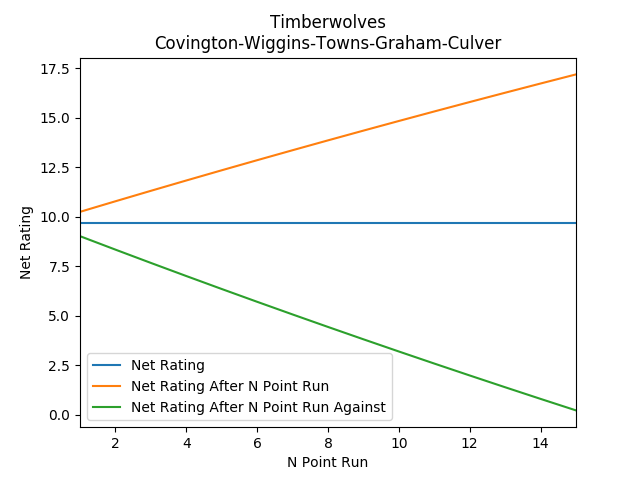 Timberwolves
Covington-Wiggins-Towns-Graham-Culver
17.5
15.0
12.5
10.0
7.5
5.0
2.5
0.0
Net Rating
Net Rating
Net Rating After N Point Run
Net Rating After N Point Run Against
2 4 6 8 10 12 14
N Point Run